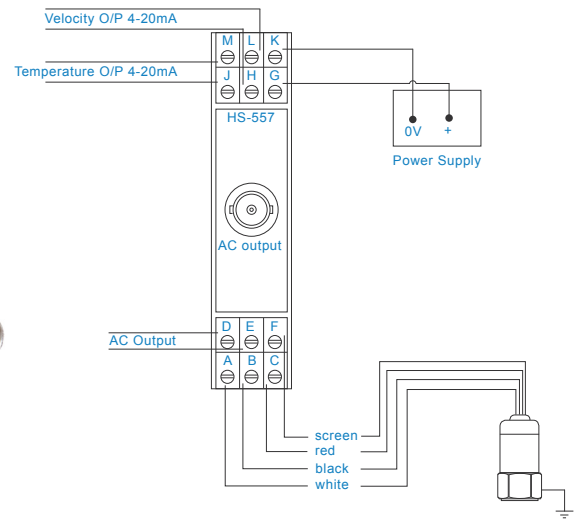 Velocity O/P 4-20mA
M L K
Temperature O/P 4-20mA
J H G
HS-557
0V +
Power Supply
AC output
D E F
AC Output
A B C
screen
red
black
white